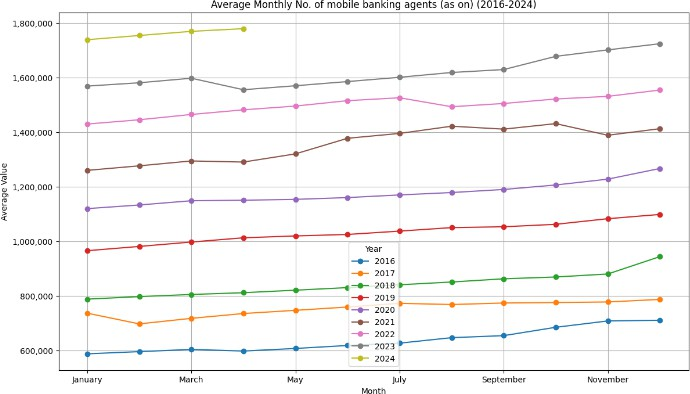 Average Monthly No. of mobile banking agents (as on) (2016-2024)
1,800,000
1,600,000
1,400,000
1,200,000
1,000,000
800,000
600,000
Average Value
Year
2016
2017
2018
2019
2020
2021
2022
2023
2024
January
March
May
July
September
November
Month